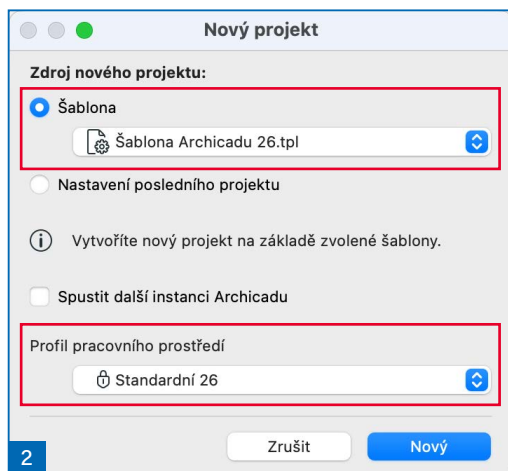 Nový projekt
Zdroj nového projektu:
Šablona
Šablona Archicadu 26.tpl
Nastavení posledního projektu
Vytvoříte nový projekt na základě zvolené šablony.
Spustit další instanci Archicadu
Profil pracovního prostředí
Standardní 26
Zrušit Nový
2